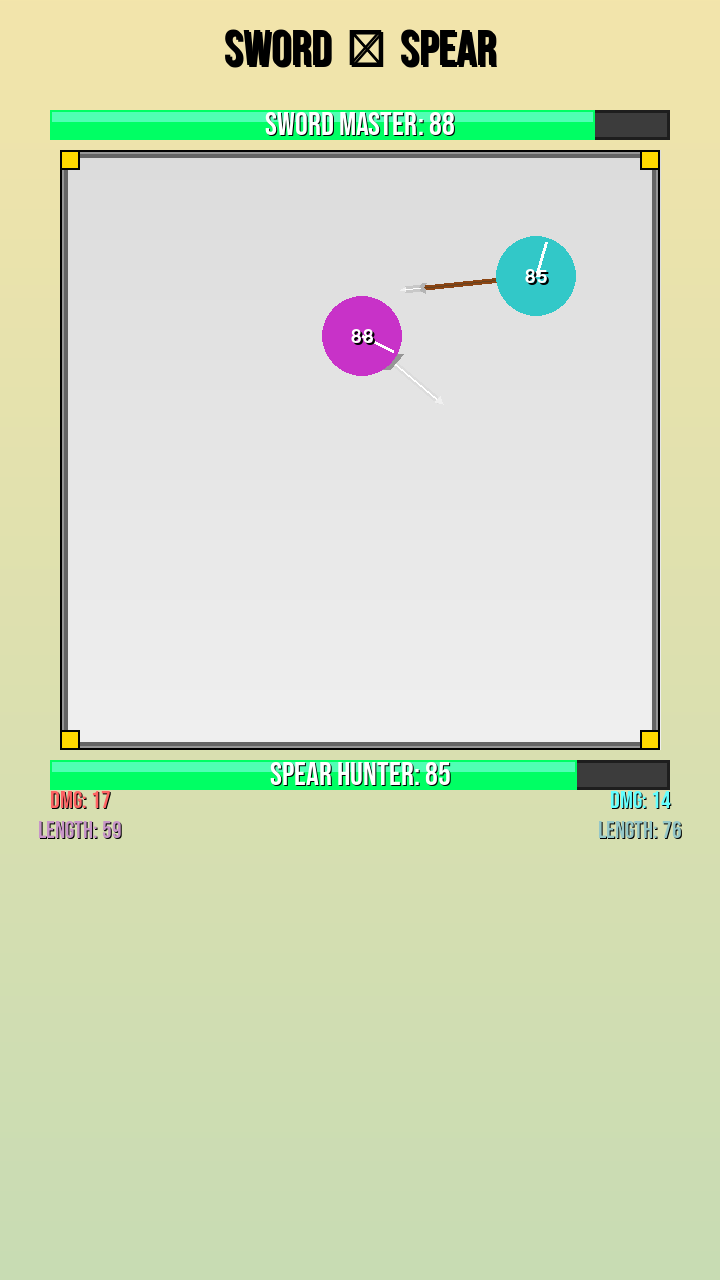 SWORD ☒ SPEAR
SWORD MASTER: 88
85
88
SPEAR HUNTER: 85
DMG: 17
DMG: 14
LENGTH: 59
LENGTH: 76